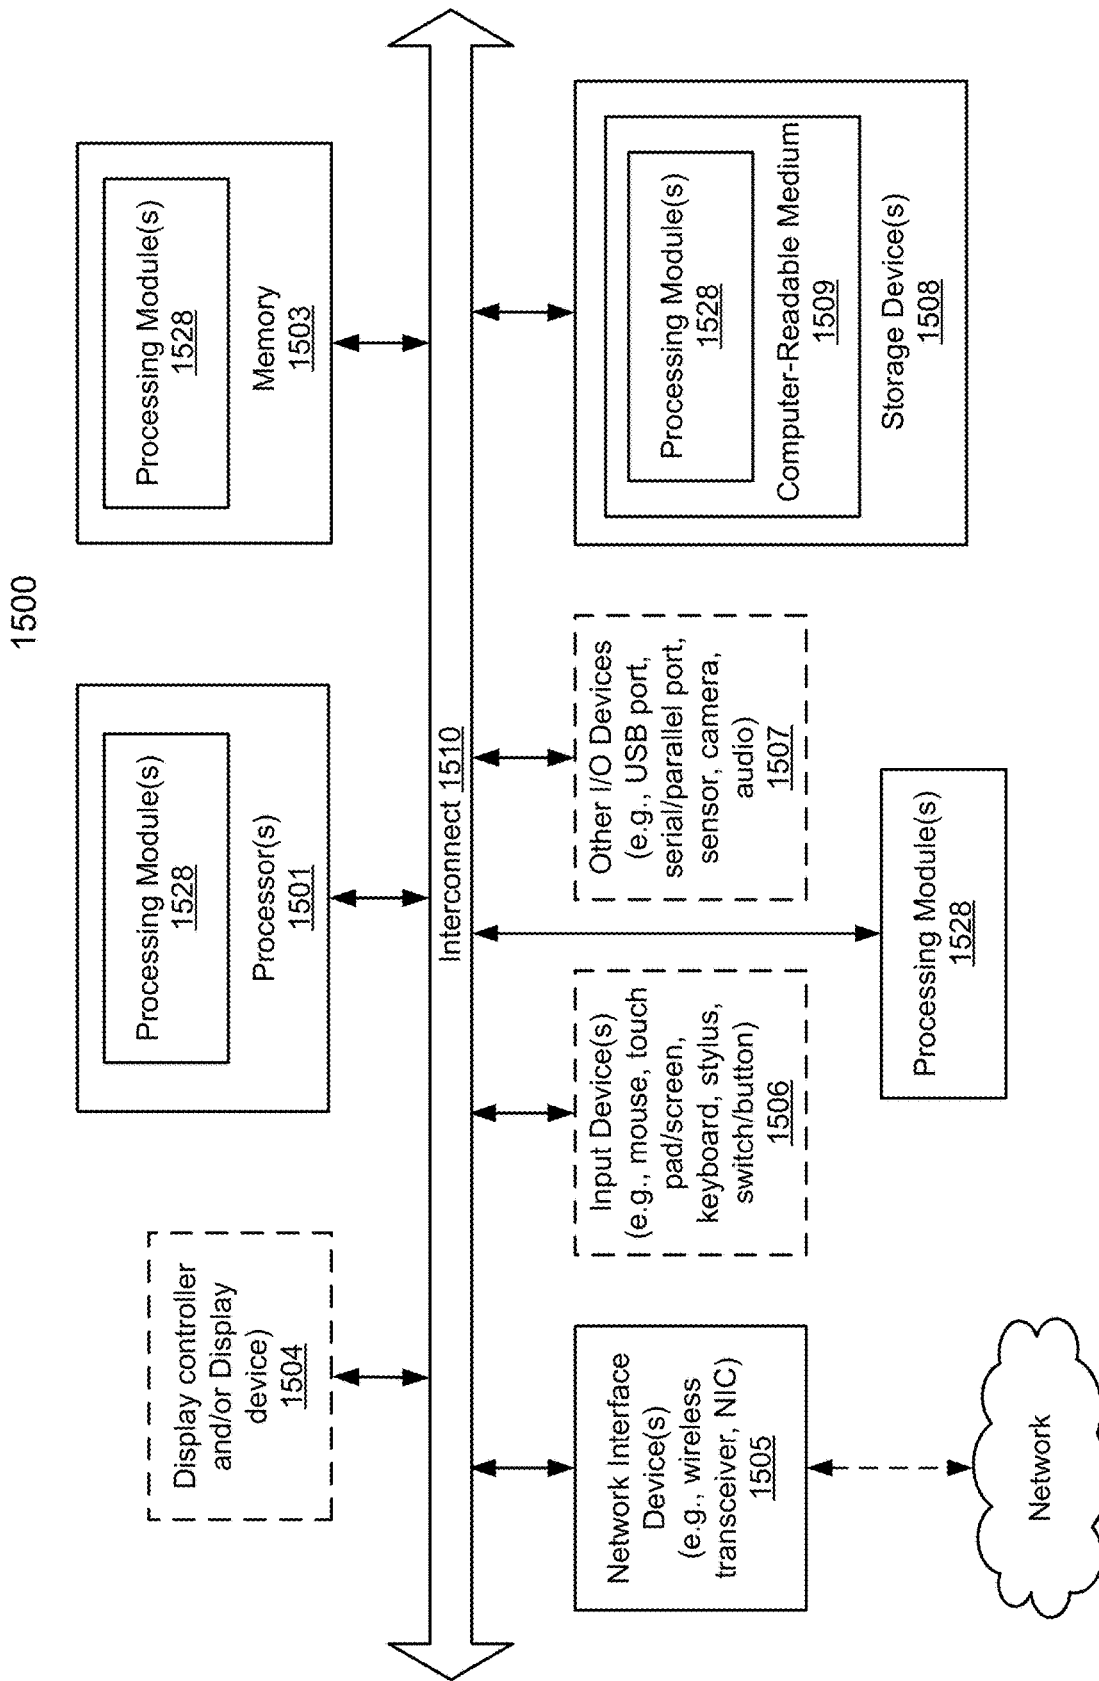 1500
Display controller
and/or Display
device)
1504
Processing Module(s)
1528
Processor(s)
1501
Processing Module(s)
1528
Memory
1503
Interconnect 1510
Network Interface
Device(s)
(e.g., wireless
transceiver, NIC)
1505
Input Device(s)
(e.g., mouse, touch
pad/screen,
keyboard, stylus,
switch/button)
1506
Other I/O Devices
(e.g., USB port,
serial/parallel port,
sensor, camera,
audio)
1507
Processing Module(s)
1528
Computer-Readable Medium
1509
Storage Device(s)
1508
Processing Module(s)
1528
Network